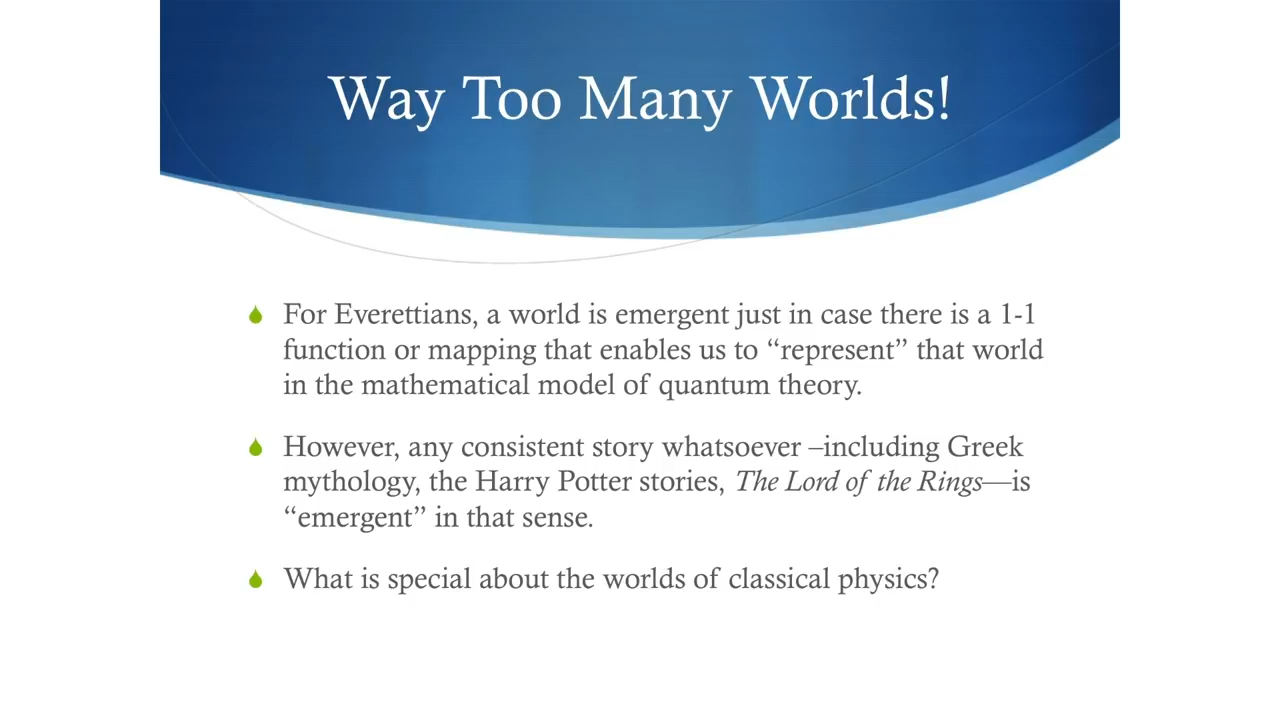 Way Too Many Worlds!
For Everettians, a world is emergent just in case there is a 1-1
function or mapping that enables us to “represent” that world
in the mathematical model of quantum theory.
However, any consistent story whatsoever –including Greek
mythology, the Harry Potter stories, The Lord of the Rings—is
“emergent” in that sense.
What is special about the worlds of classical physics?